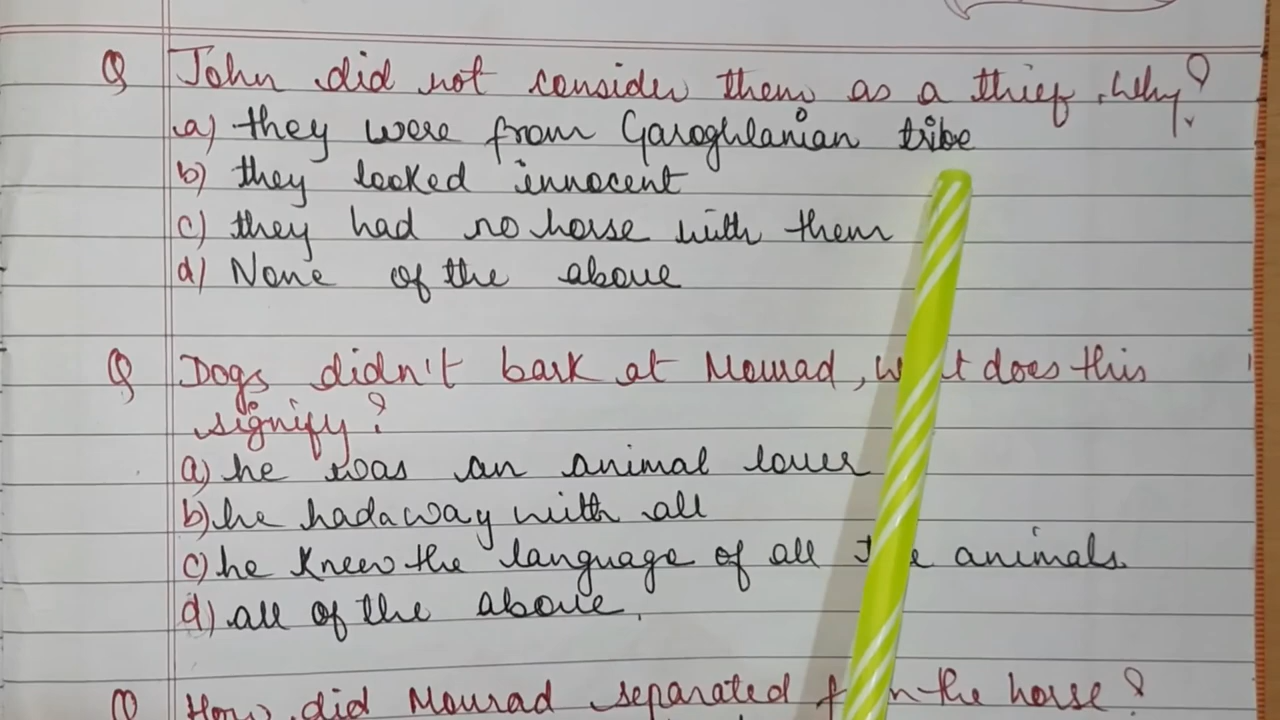 Q John did not consider them as a thief, Why?
a) they were from Garoghlanian tribe
b) they looked innocent
c) they had no horse with them
d) None of the above
Q Dogs didn't bark at Mourad, w t does this
signify?
a) he was an animal lover
b) he had a way with all
c) he knew the language of all e animals.
d) all of the above.
Q How did Mourad separated f m the horse?